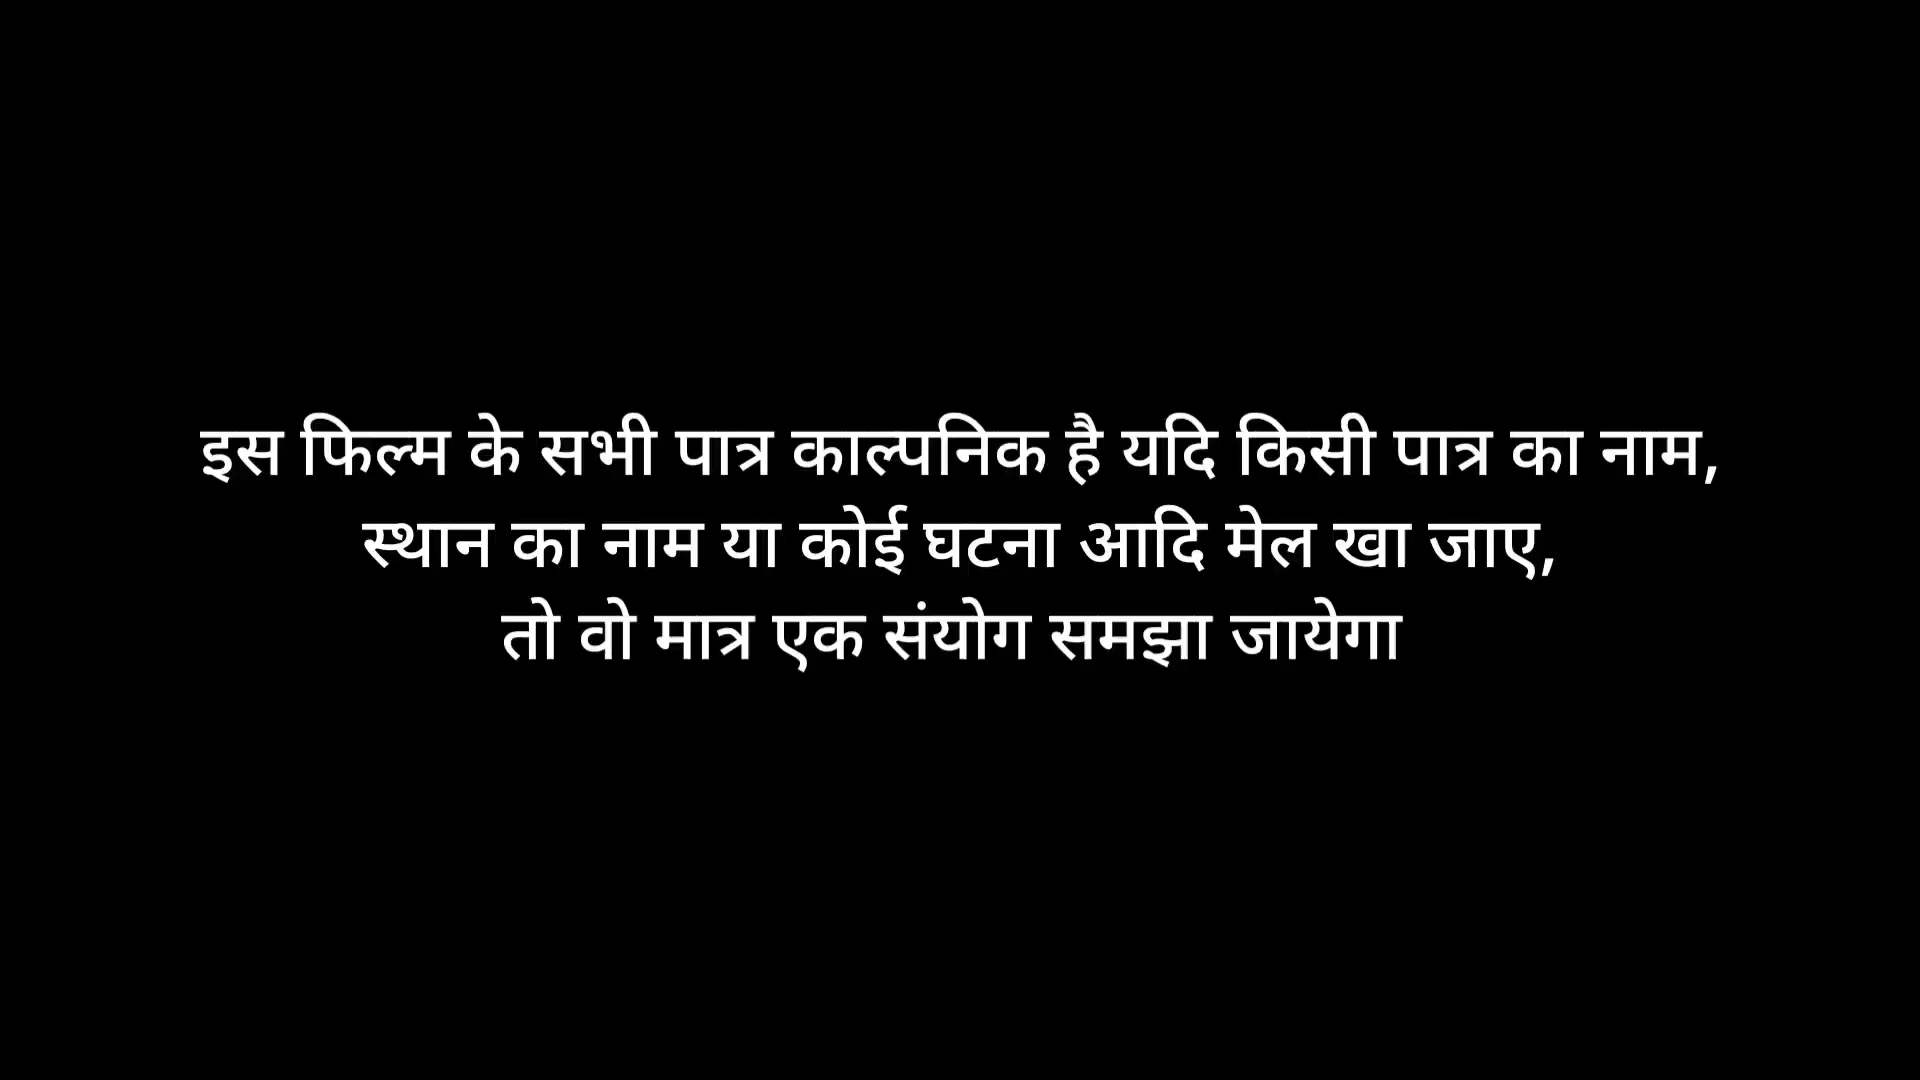 इस फिल्म के सभी पात्र काल्पनिक है यदि किसी पात्र का नाम,
स्थान का नाम या कोई घटना आदि मेल खा जाए,
तो वो मात्र एक संयोग समझा जायेगा